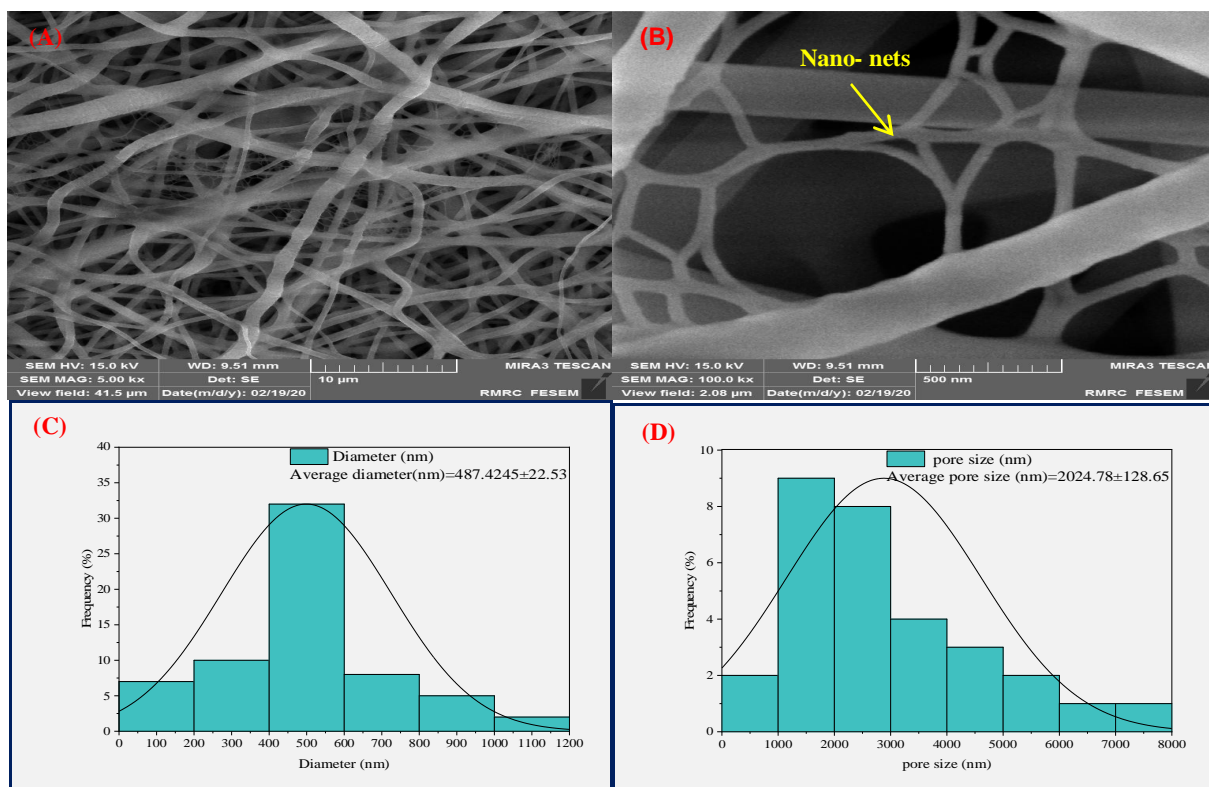 (A)
SEM HV: 15.0 kV WD: 9.51 mm MIRA3 TESCAN
SEM MAG: 5.00 kx Det: SE 10 µm
View field: 41.5 µm Date(m/d/y): 02/19/20 RMRC FESEM
(B)
Nano- nets
SEM HV: 15.0 kV WD: 9.51 mm MIRA3 TESCAN
SEM MAG: 100.0 kx Det: SE 500 nm
View field: 2.08 µm Date(m/d/y): 02/19/20 RMRC FESEM
(C)
Diameter (nm)
Average diameter(nm)=487.4245±22.53
Frequency (%)
40
35
30
25
20
15
10
5
0
0 100 200 300 400 500 600 700 800 900 1000 1100 1200
Diameter (nm)
(D)
pore size (nm)
Average pore size (nm)=2024.78±128.65
Frequency (%)
10
8
6
4
2
0
0 1000 2000 3000 4000 5000 6000 7000 8000
pore size (nm)